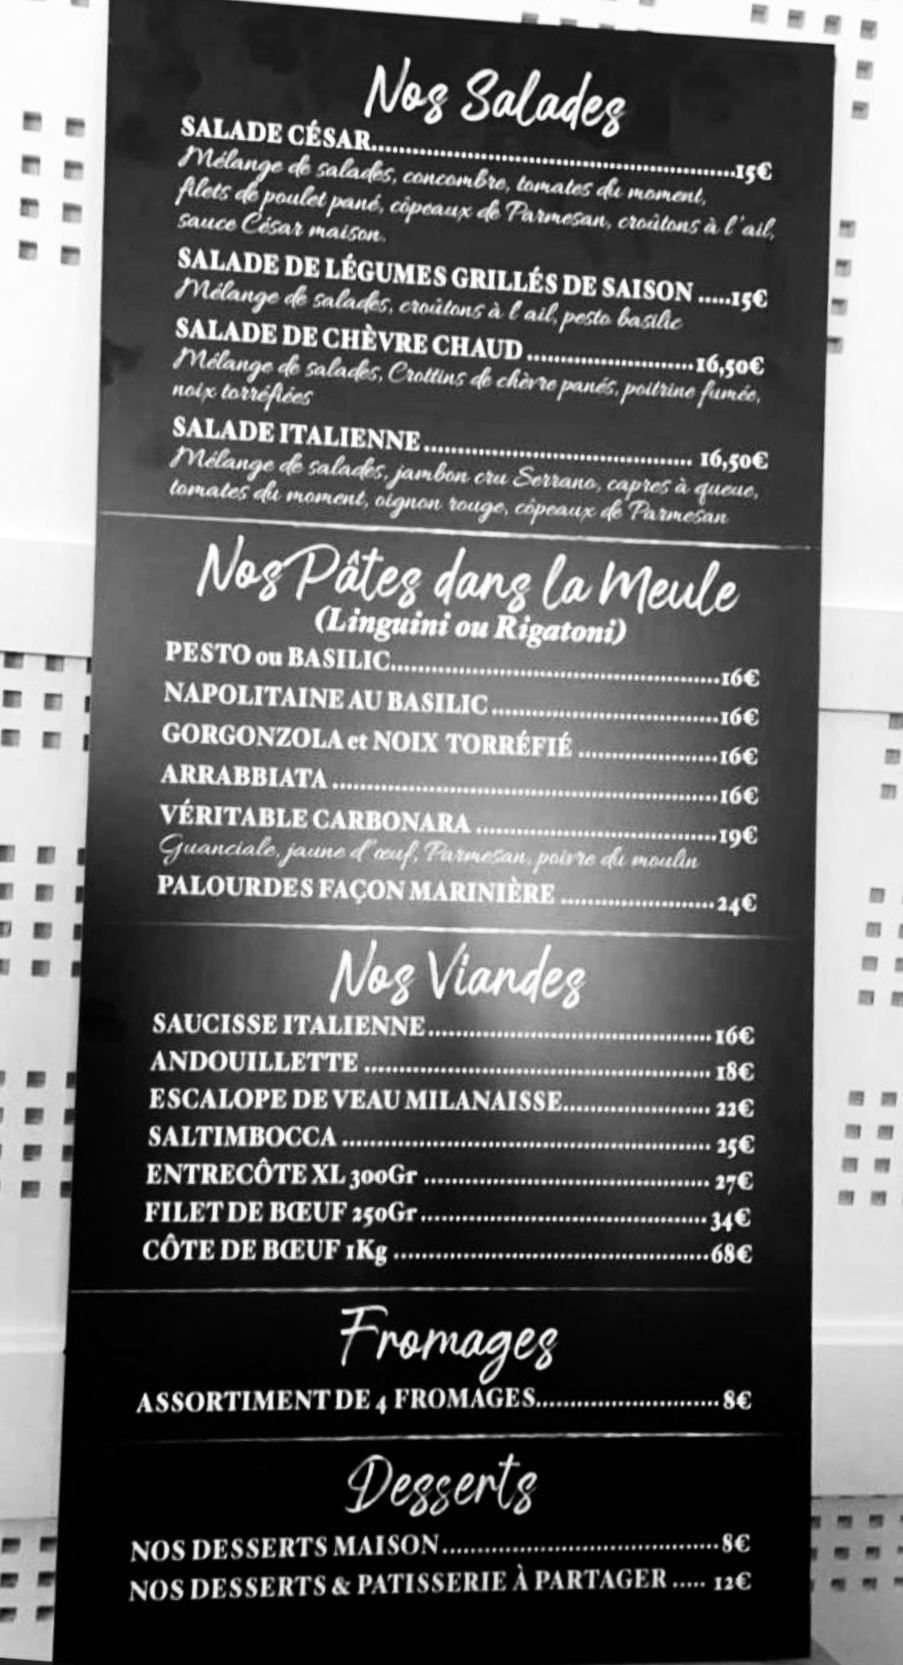 Nos Salades
SALADE CÉSAR.......................................................15€
Mélange de salades, concombre, tomates du moment,
filets de poulet pané, côpeaux de Parmesan, croûtons à l'ail,
sauce César maison.
SALADE DE LÉGUMES GRILLÉS DE SAISON .....15€
Mélange de salades, croûtons à l'ail, pesto basilic
SALADE DE CHÈVRE CHAUD .........................16,50€
Mélange de salades, Crottins de chèvre panés, poitrine fumée,
noix torréfiées
SALADE ITALIENNE........................................ 16,50€
Mélange de salades, jambon cru Serrano, capres à queue,
tomates du moment, oignon rouge, côpeaux de Parmesan
Nos Pâtes dans la Meule
(Linguini ou Rigatoni)
PESTO ou BASILIC..................................................16€
NAPOLITAINE AU BASILIC ..................................16€
GORGONZOLA et NOIX TORRÉFIÉ .....................16€
ARRABBIATA ..........................................................16€
VÉRITABLE CARBONARA ....................................19€
Guanciale, jaune d'œuf, Parmesan, poivre du moulin
PALOURDES FAÇON MARINIÈRE .......................24€
Nos Viandes
SAUCISSE ITALIENNE........................................... 16€
ANDOUILLETTE .................................................... 18€
ESCALOPE DE VEAU MILANAISSE...................... 22€
SALTIMBOCCA ....................................................... 25€
ENTRECÔTE XL 300Gr ........................................... 27€
FILET DE BŒUF 250Gr........................................... 34€
CÔTE DE BŒUF 1Kg ...............................................68€
Fromages
ASSORTIMENT DE 4 FROMAGES........................... 8€
Desserts
NOS DESSERTS MAISON.........................................8€
NOS DESSERTS & PATISSERIE À PARTAGER ..... 12€